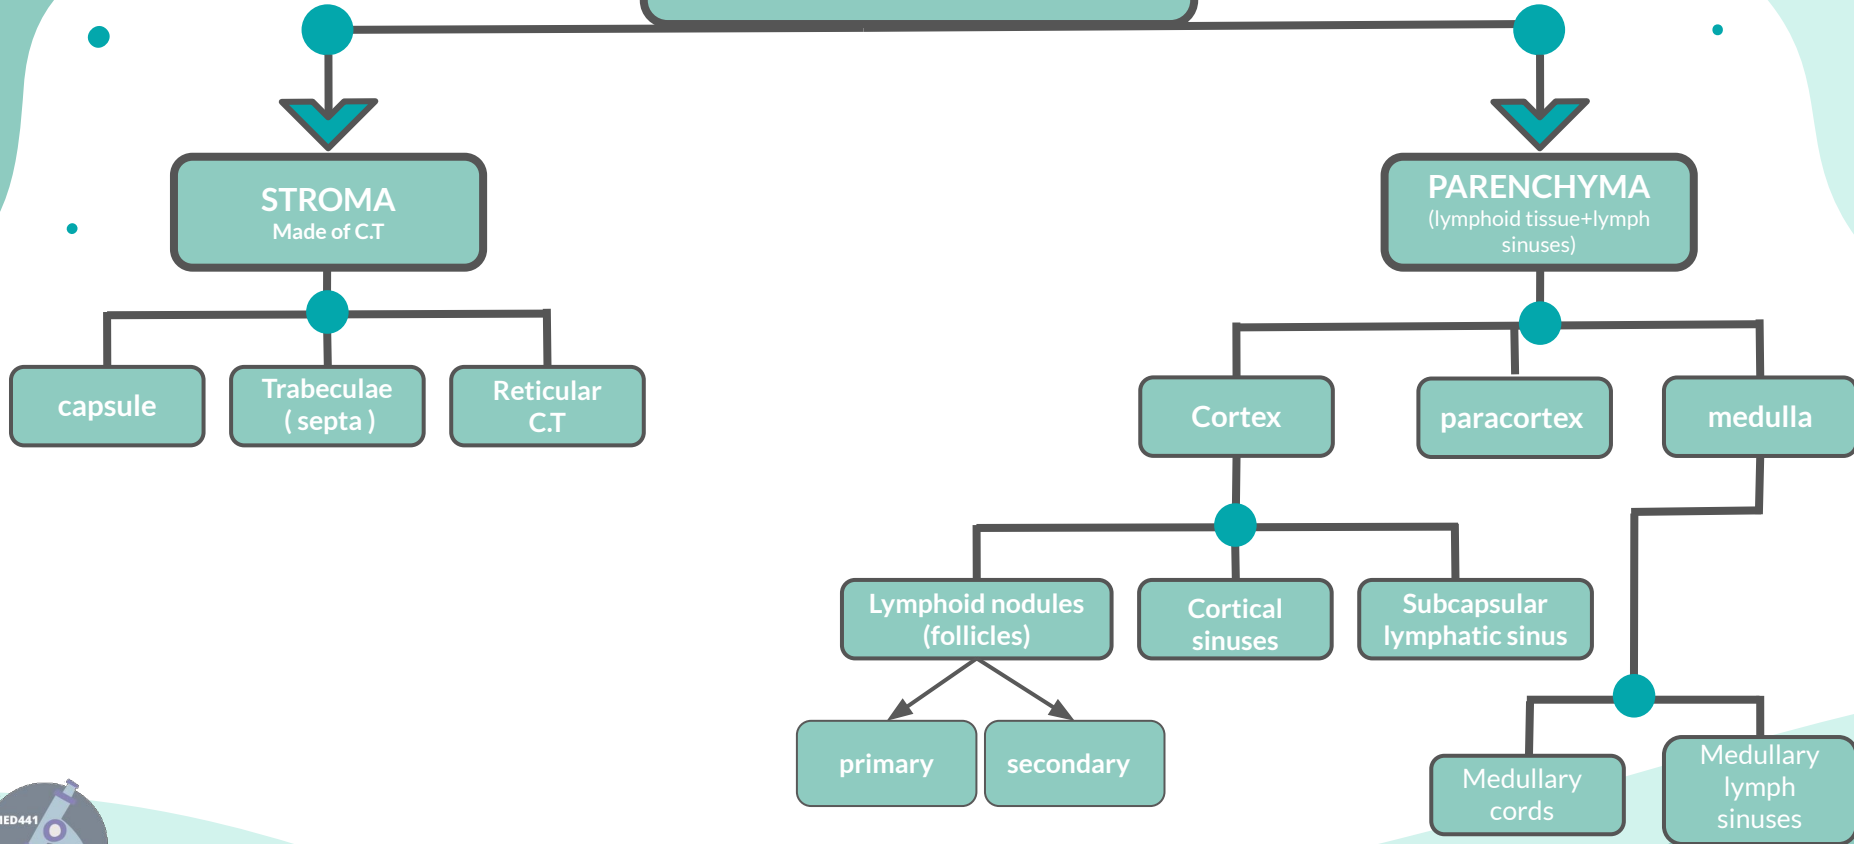 STROMA
Made of C.T
PARENCHYMA
(lymphoid tissue+lymph
sinuses)
capsule
Trabeculae
( septa )
Reticular
C.T
Cortex
paracortex
medulla
Lymphoid nodules
(follicles)
Cortical
sinuses
Subcapsular
lymphatic sinus
primary
secondary
Medullary
cords
Medullary
lymph
sinuses